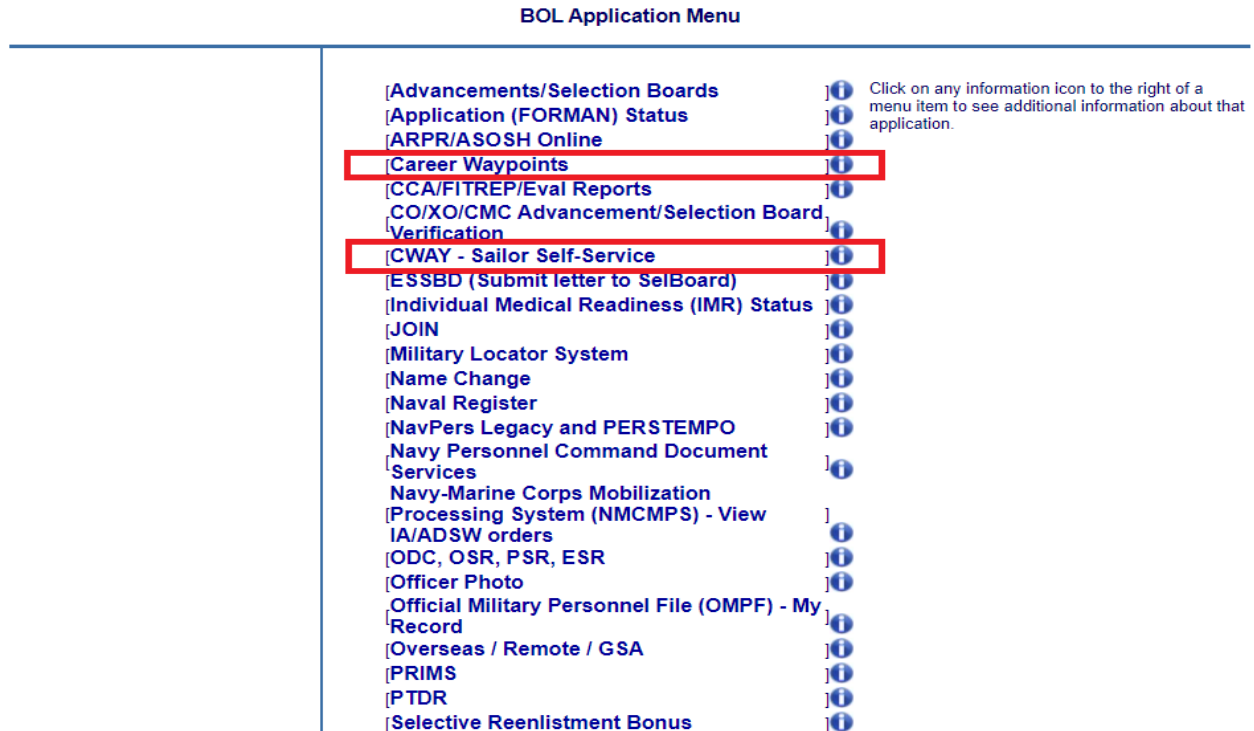 BOL Application Menu
[Advancements/Selection Boards ]
Click on any information icon to the right of a
menu item to see additional information about that
application.
[Application (FORMAN) Status ]
[ARPR/ASOSH Online ]
[Career Waypoints ]
[CCA/FITREP/Eval Reports ]
[CO/XO/CMC Advancement/Selection Board
Verification ]
[CWAY - Sailor Self-Service ]
[ESSBD (Submit letter to SelBoard) ]
[Individual Medical Readiness (IMR) Status ]
[JOIN ]
[Military Locator System ]
[Name Change ]
[Naval Register ]
[NavPers Legacy and PERSTEMPO ]
[Navy Personnel Command Document
Services ]
Navy-Marine Corps Mobilization
[Processing System (NMCMPS) - View ]
IA/ADSW orders
[ODC, OSR, PSR, ESR ]
[Officer Photo ]
[Official Military Personnel File (OMPF) - My
Record ]
[Overseas / Remote / GSA ]
[PRIMS ]
[PTDR ]
[Selective Reenlistment Bonus ]